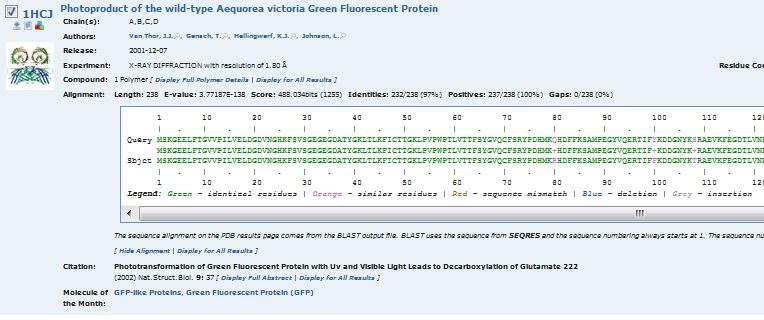 1HCJ
Photoproduct of the wild-type Aequorea victoria Green Fluorescent Protein
Chain(s): A,B,C,D
Authors: Van Thor, J.J., Gensch, T., Hellingwerf, K.J., Johnson, L.
Release: 2001-12-07
Experiment: X-RAY DIFFRACTION with resolution of 1.80 Å Residue Cou
Compound: 1 Polymer [ Display Full Polymer Details | Display for All Results ]
Alignment: Length: 238 E-value: 3.77187E-138 Score: 488.034bits (1255) Identities: 232/238 (97%) Positives: 237/238 (100%) Gaps: 0/238 (0%)
1 10 20 30 40 50 60 70 80 90 100 110 120
| . | . | . | . | . | . | . | . | . | . | . | . |
Query MSKGEELFTGVVPILVELDGDVNGHKFSVSGEGEGDATYGKLTLKFICTTGKLPVPWPTLVTTFSYGVQCFSRYPDHMKQHDFFKSAMPEGYVQERTIFYKDDGNYKSRAEVKFEGDTLVN
MSKGEELFTGVVPILVELDGDVNGHKFSVSGEGEGDATYGKLTLKFICTTGKLPVPWPTLVTTFSYGVQCFSRYPDHMK+HDFFKSAMPEGYVQERTIF+KDDGNYK+RAEVKFEGDTLVN
Sbjct MSKGEELFTGVVPILVELDGDVNGHKFSVSGEGEGDATYGKLTLKFICTTGKLPVPWPTLVTTFSYGVQCFSRYPDHMKRHDFFKSAMPEGYVQERTIFFKDDGNYKTRAEVKFEGDTLVN
| . | . | . | . | . | . | . | . | . | . | . | . |
1 10 20 30 40 50 60 70 80 90 100 110 120
Legend: Green - identical residues | Orange - similar residues | Red - sequence mismatch | Blue - deletion | Grey - insertion
The sequence alignment on the PDB results page comes from the BLAST output file. BLAST uses the sequence from SEQRES and the sequence numbering always starts at 1. The sequence nu
[ Hide Alignment | Display for All Results ]
Citation: Phototransformation of Green Fluorescent Protein with Uv and Visible Light Leads to Decarboxylation of Glutamate 222
(2002) Nat.Struct.Biol. 9: 37 [ Display Full Abstract | Display for All Results ]
Molecule of the Month: GFP-like Proteins, Green Fluorescent Protein (GFP)